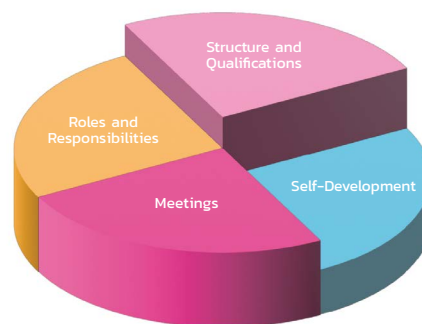 Structure and
Qualifications
Roles and
Responsibilities
Self-Development
Meetings